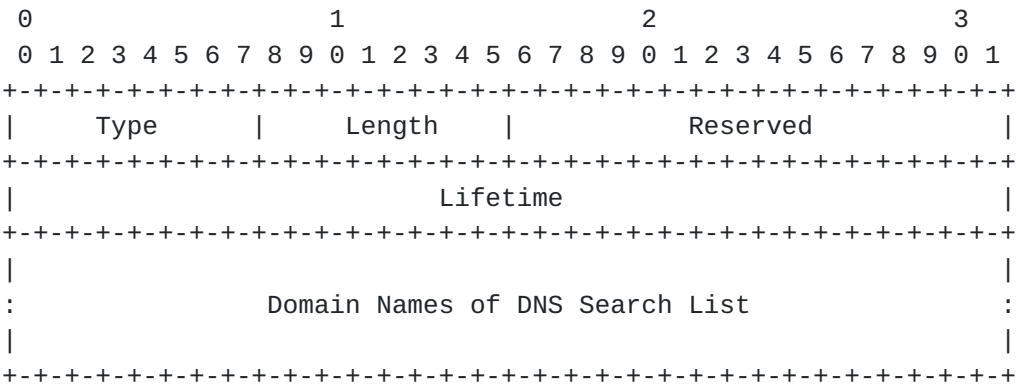 0                   1                   2                   3
 0 1 2 3 4 5 6 7 8 9 0 1 2 3 4 5 6 7 8 9 0 1 2 3 4 5 6 7 8 9 0 1
+-+-+-+-+-+-+-+-+-+-+-+-+-+-+-+-+-+-+-+-+-+-+-+-+-+-+-+-+-+-+-+-+
|     Type      |     Length    |           Reserved            |
+-+-+-+-+-+-+-+-+-+-+-+-+-+-+-+-+-+-+-+-+-+-+-+-+-+-+-+-+-+-+-+-+
|                           Lifetime                            |
+-+-+-+-+-+-+-+-+-+-+-+-+-+-+-+-+-+-+-+-+-+-+-+-+-+-+-+-+-+-+-+-+
|                                                               |
:                Domain Names of DNS Search List                :
|                                                               |
+-+-+-+-+-+-+-+-+-+-+-+-+-+-+-+-+-+-+-+-+-+-+-+-+-+-+-+-+-+-+-+-+